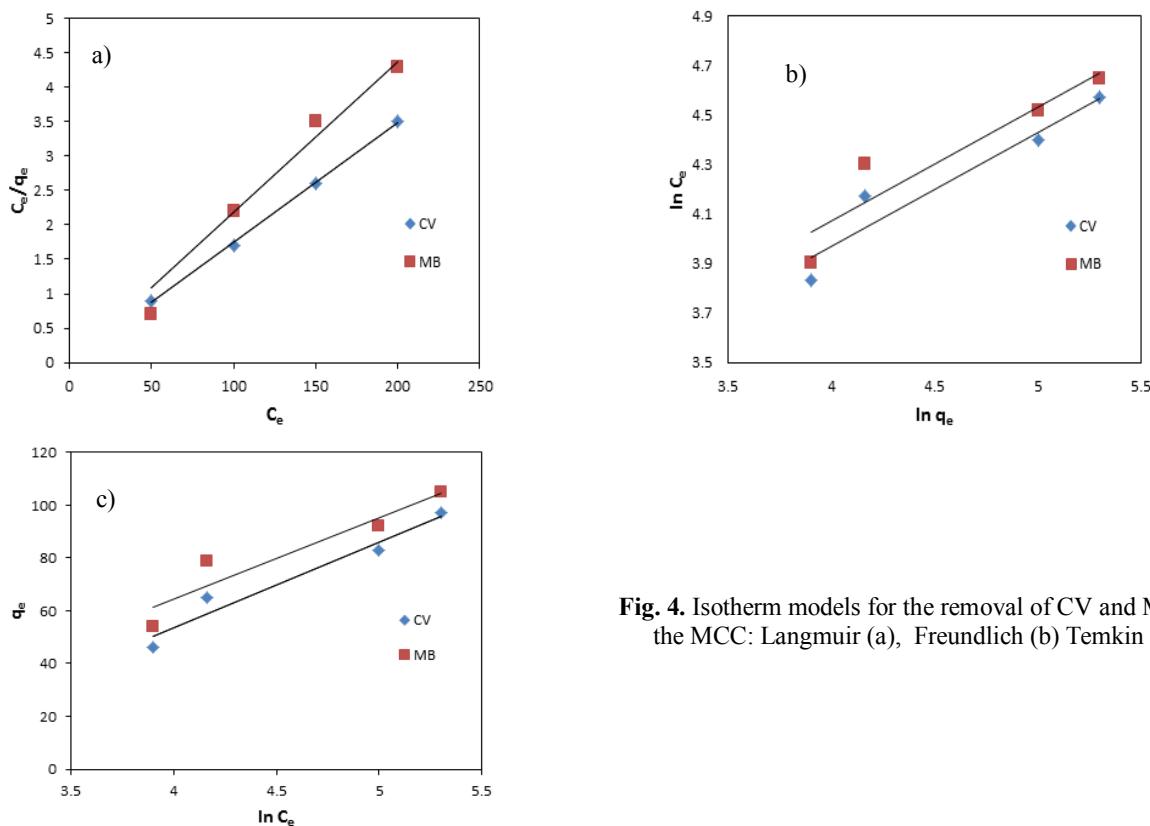 a)
5
4.5
4
3.5
3
2.5
2
1.5
1
0.5
0
0 50 100 150 200 250
Ce/qe
Ce
CV
MB
b)
4.9
4.7
4.5
4.3
4.1
3.9
3.7
3.5
3.5 4 4.5 5 5.5
ln Ce
ln qe
CV
MB
c)
120
100
80
60
40
20
0
3.5 4 4.5 5 5.5
qe
ln Ce
CV
MB
Fig. 4. Isotherm models for the removal of CV and
the MCC: Langmuir (a), Freundlich (b) Temkin